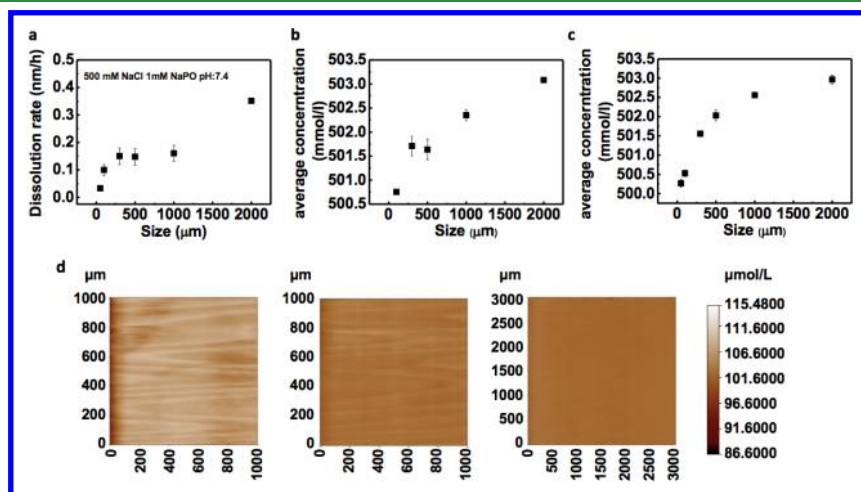 a
Dissolution rate (nm/h)
0.5
0.4
0.3
0.2
0.1
0.0
500 mM NaCl 1mM NaPO pH:7.4
0 500 1000 1500 2000
Size (μm)
b
average concerntration
(mmol/l)
503.5
503.0
502.5
502.0
501.5
501.0
500.5
0 500 1000 1500 2000
Size (μm)
c
average concerntration
(mmol/l)
503.5
503.0
502.5
502.0
501.5
501.0
500.5
500.0
0 500 1000 1500 2000
Size (μm)
d
μm
1000
800
600
400
200
0
0 200 400 600 800 1000
μm
1000
800
600
400
200
0
0 200 400 600 800 1000
μm
3000
2500
2000
1500
1000
500
0
0 500 1000 1500 2000 2500 3000
μmol/L
115.4800
111.6000
106.6000
101.6000
96.6000
91.6000
86.6000